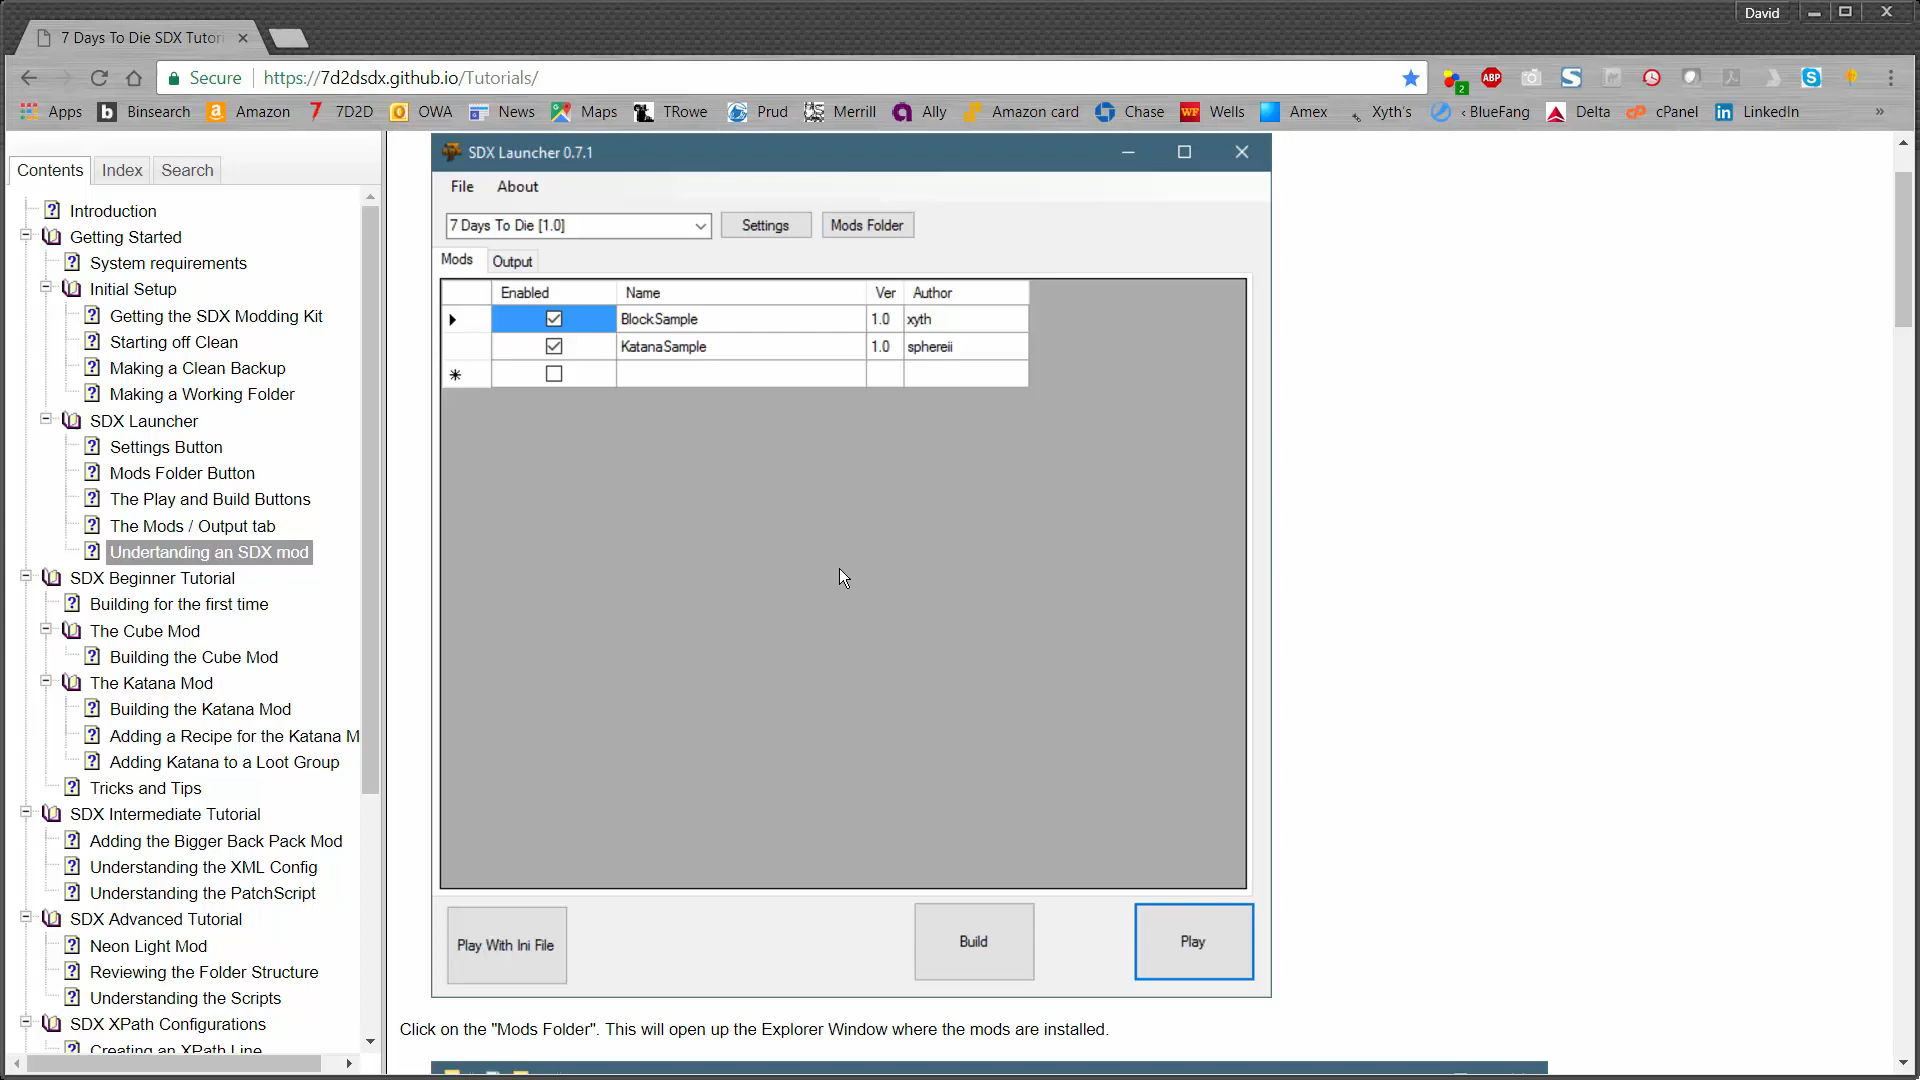 David
7 Days To Die SDX Tutori
Secure https://7d2dsdx.github.io/Tutorials/
ABP
2
Apps Binsearch Amazon 7D2D OWA News Maps TRowe Prud Merrill Ally Amazon card Chase Wells Amex Xyth's ‹ BlueFang Delta cPanel LinkedIn »
Contents Index Search
Introduction
Getting Started
System requirements
Initial Setup
Getting the SDX Modding Kit
Starting off Clean
Making a Clean Backup
Making a Working Folder
SDX Launcher
Settings Button
Mods Folder Button
The Play and Build Buttons
The Mods / Output tab
Undertanding an SDX mod
SDX Beginner Tutorial
Building for the first time
The Cube Mod
Building the Cube Mod
The Katana Mod
Building the Katana Mod
Adding a Recipe for the Katana M
Adding Katana to a Loot Group
Tricks and Tips
SDX Intermediate Tutorial
Adding the Bigger Back Pack Mod
Understanding the XML Config
Understanding the PatchScript
SDX Advanced Tutorial
Neon Light Mod
Reviewing the Folder Structure
Understanding the Scripts
SDX XPath Configurations
Creating an XPath Line
SDX Launcher 0.7.1
File About
7 Days To Die [1.0] Settings Mods Folder
Mods Output
Enabled Name Ver Author
BlockSample 1.0 xyth
KatanaSample 1.0 sphereii
Play With Ini File Build Play
Click on the "Mods Folder". This will open up the Explorer Window where the mods are installed.